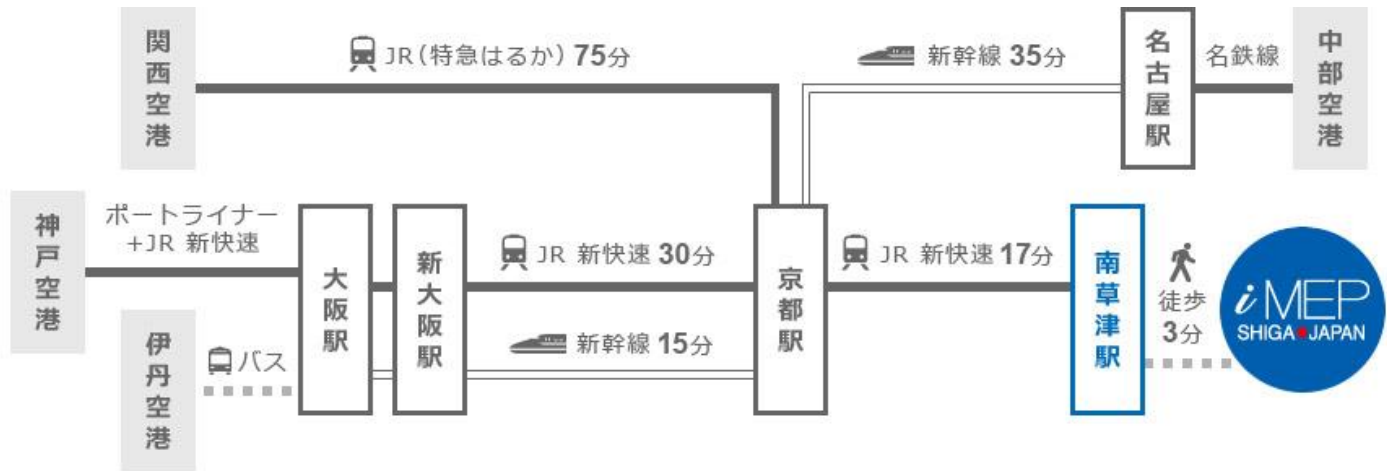 関西空港
JR(特急はるか) 75分
新幹線 35分
名古屋駅
名鉄線
中部空港
神戸空港
ポートライナー
+JR 新快速
大阪駅
新大阪駅
JR 新快速 30分
京都駅
JR 新快速 17分
南草津駅
徒歩
3分
i MEP
SHIGA JAPAN
伊丹空港
バス
新幹線 15分